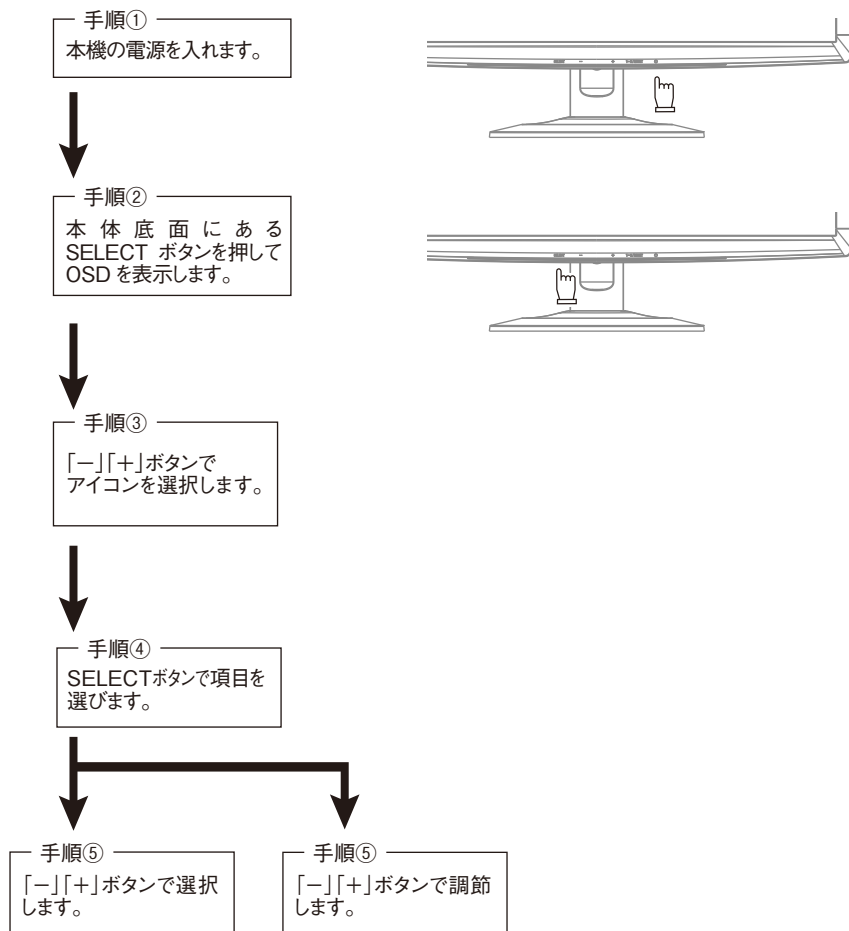 手順①
本機の電源を入れます。
手順②
本体底面にある
SELECT ボタンを押して
OSD を表示します。
手順③
「－」「＋」ボタンで
アイコンを選択します。
手順④
SELECTボタンで項目を
選びます。
手順⑤
「－」「＋」ボタンで選択
します。
手順⑤
「－」「＋」ボタンで調節
します。